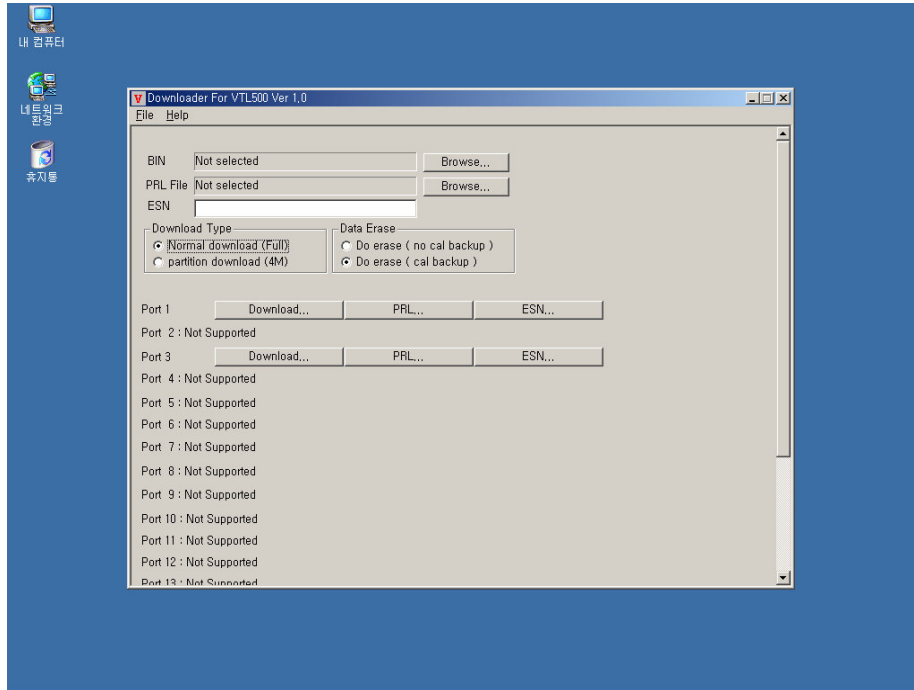 내 컴퓨터
네트워크
환경
휴지통
V Downloader For VTL500 Ver 1.0
File Help
BIN Not selected Browse...
PRL File Not selected Browse...
ESN
Download Type Data Erase
Normal download (Full) Do erase ( no cal backup )
partition download (4M) Do erase ( cal backup )
Port 1 Download... PRL... ESN...
Port 2 : Not Supported
Port 3 Download... PRL... ESN...
Port 4 : Not Supported
Port 5 : Not Supported
Port 6 : Not Supported
Port 7 : Not Supported
Port 8 : Not Supported
Port 9 : Not Supported
Port 10 : Not Supported
Port 11 : Not Supported
Port 12 : Not Supported
Port 13 : Not Supported